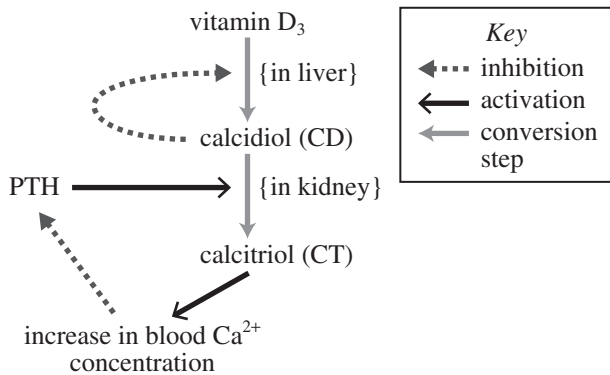 vitamin D₃
{in liver}
calcidiol (CD)
PTH
{in kidney}
calcitriol (CT)
increase in blood Ca²⁺
concentration
Key
inhibition
activation
conversion
step